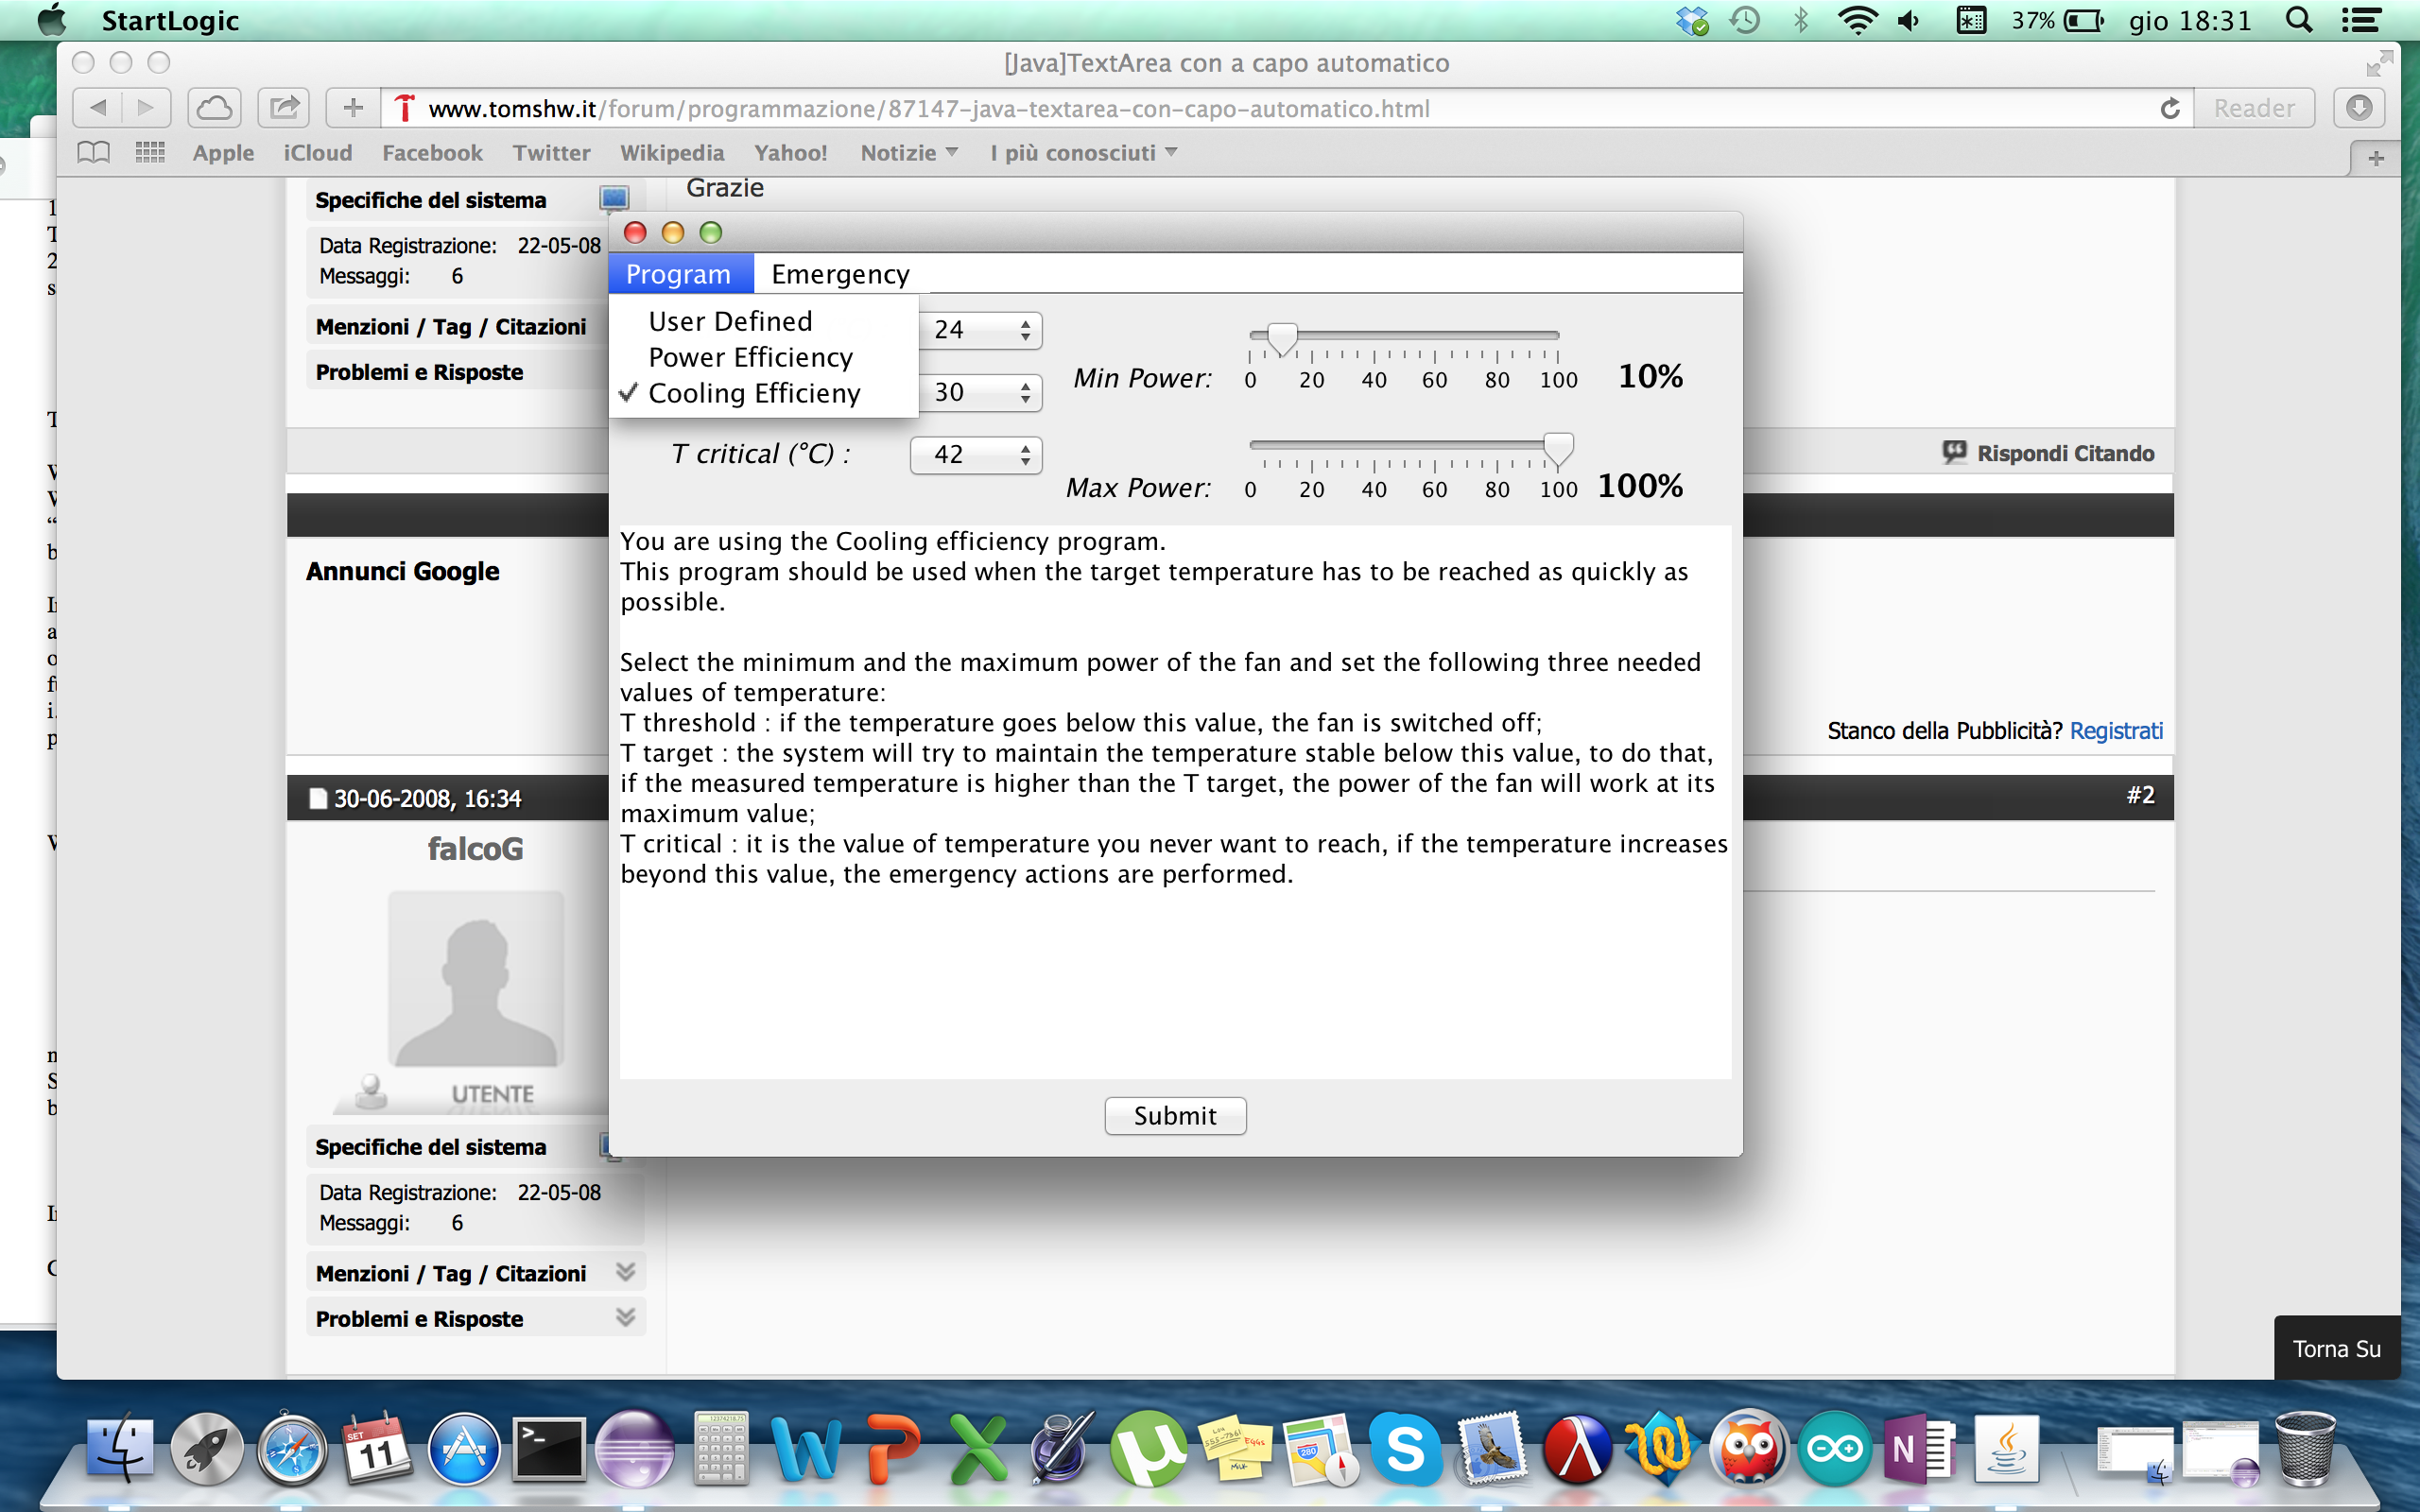 StartLogic
37%
gio 18:31
[Java]TextArea con a capo automatico
www.tomshw.it/forum/programmazione/87147-java-textarea-con-capo-automatico.html
Reader
Apple
iCloud
Facebook
Twitter
Wikipedia
Yahoo!
Notizie
I più conosciuti
Specifiche del sistema
Grazie
Data Registrazione: 22-05-08
Messaggi: 6
Menzioni / Tag / Citazioni
Problemi e Risposte
Program
Emergency
User Defined
Power Efficiency
Cooling Efficieny
24
30
T critical (°C) :
42
Min Power:
0 20 40 60 80 100
10%
Max Power:
0 20 40 60 80 100
100%
You are using the Cooling efficiency program.
This program should be used when the target temperature has to be reached as quickly as
possible.
Select the minimum and the maximum power of the fan and set the following three needed
values of temperature:
T threshold : if the temperature goes below this value, the fan is switched off;
T target : the system will try to maintain the temperature stable below this value, to do that,
if the measured temperature is higher than the T target, the power of the fan will work at its
maximum value;
T critical : it is the value of temperature you never want to reach, if the temperature increases
beyond this value, the emergency actions are performed.
Submit
Rispondi Citando
Annunci Google
Stanco della Pubblicità? Registrati
30-06-2008, 16:34
#2
falcoG
UTENTE
Specifiche del sistema
Data Registrazione: 22-05-08
Messaggi: 6
Menzioni / Tag / Citazioni
Problemi e Risposte
Torna Su
SET
11
280